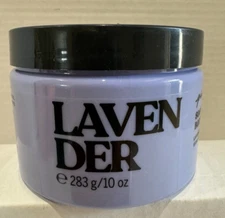 LAVEN
DER
℮ 283 g/10 oz